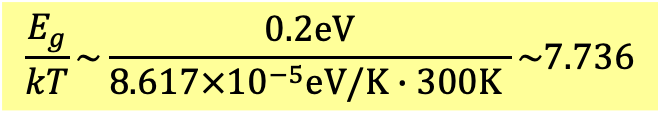 E_g/kT ~ 0.2eV/(8.617×10⁻⁵eV/K · 300K) ~7.736